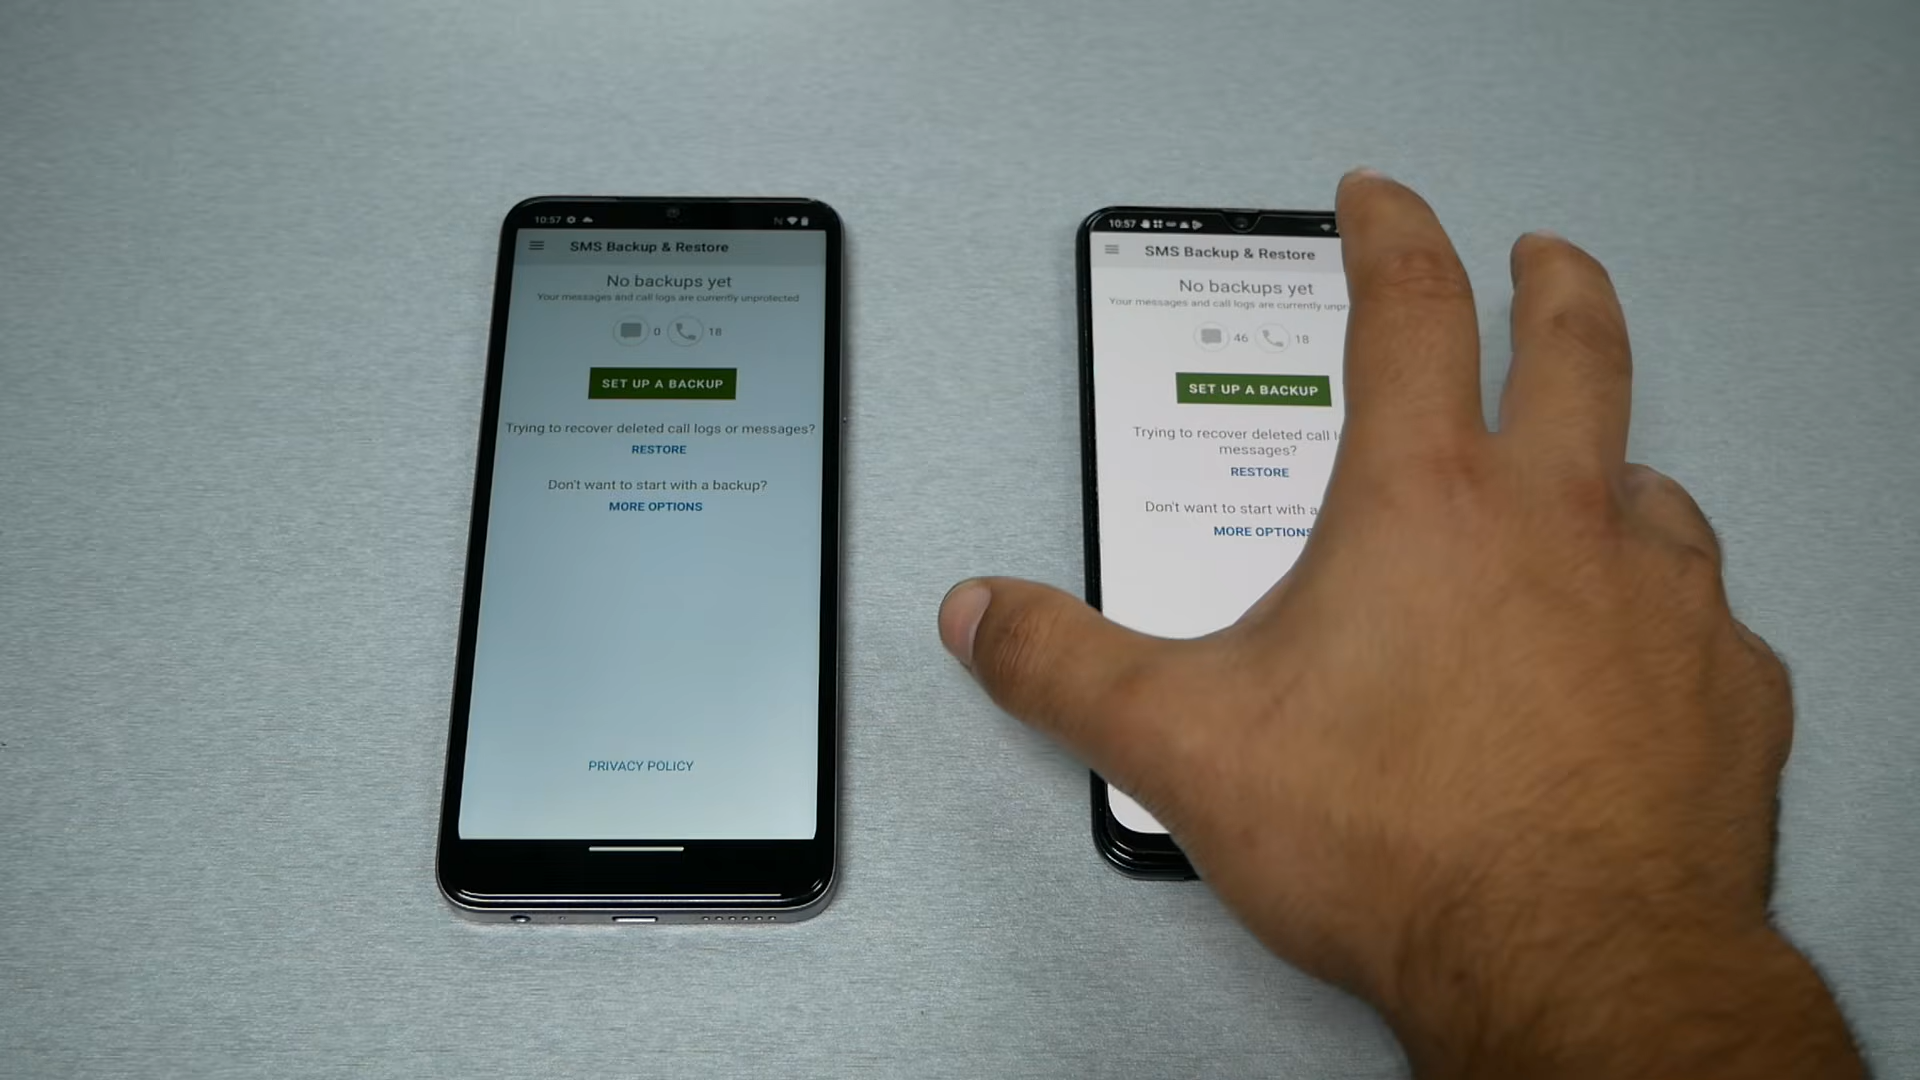 10:57
SMS Backup & Restore
No backups yet
Your messages and call logs are currently unprotected
0 18
SET UP A BACKUP
Trying to recover deleted call logs or messages?
RESTORE
Don't want to start with a backup?
MORE OPTIONS
PRIVACY POLICY
10:57
SMS Backup & Restore
No backups yet
Your messages and call logs are currently unpr
46 18
SET UP A BACKUP
Trying to recover deleted call l
messages?
RESTORE
Don't want to start with a
MORE OPTIONS